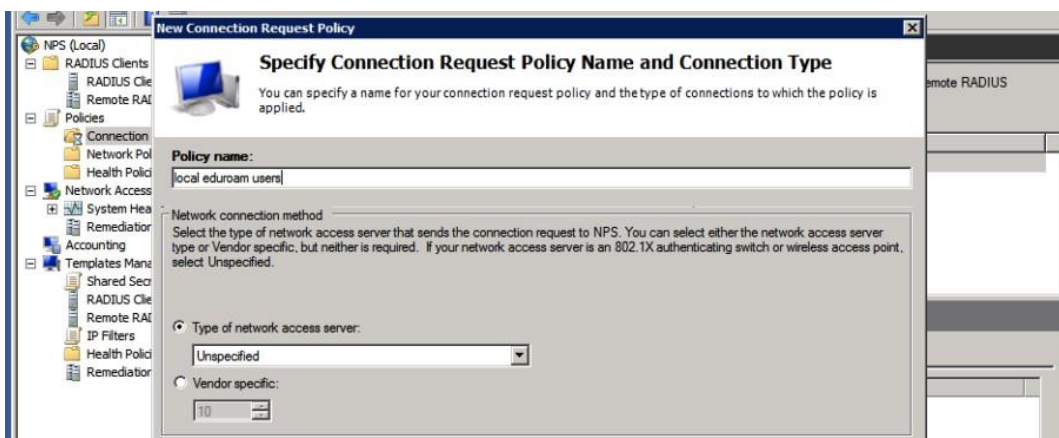 New Connection Request Policy
NPS (Local)
RADIUS Clients
RADIUS Clie
Remote RAI
Policies
Connection
Network Pol
Health Polici
Network Access
System Hea
Remediation
Accounting
Templates Mana
Shared Secr
RADIUS Clie
Remote RAI
IP Filters
Health Polici
Remediation
Specify Connection Request Policy Name and Connection Type
You can specify a name for your connection request policy and the type of connections to which the policy is
applied.
Policy name:
local eduroam users
Network connection method
Select the type of network access server that sends the connection request to NPS. You can select either the network access server
type or Vendor specific, but neither is required. If your network access server is an 802.1X authenticating switch or wireless access point,
select Unspecified.
Type of network access server:
Unspecified
Vendor specific:
10
emote RADIUS